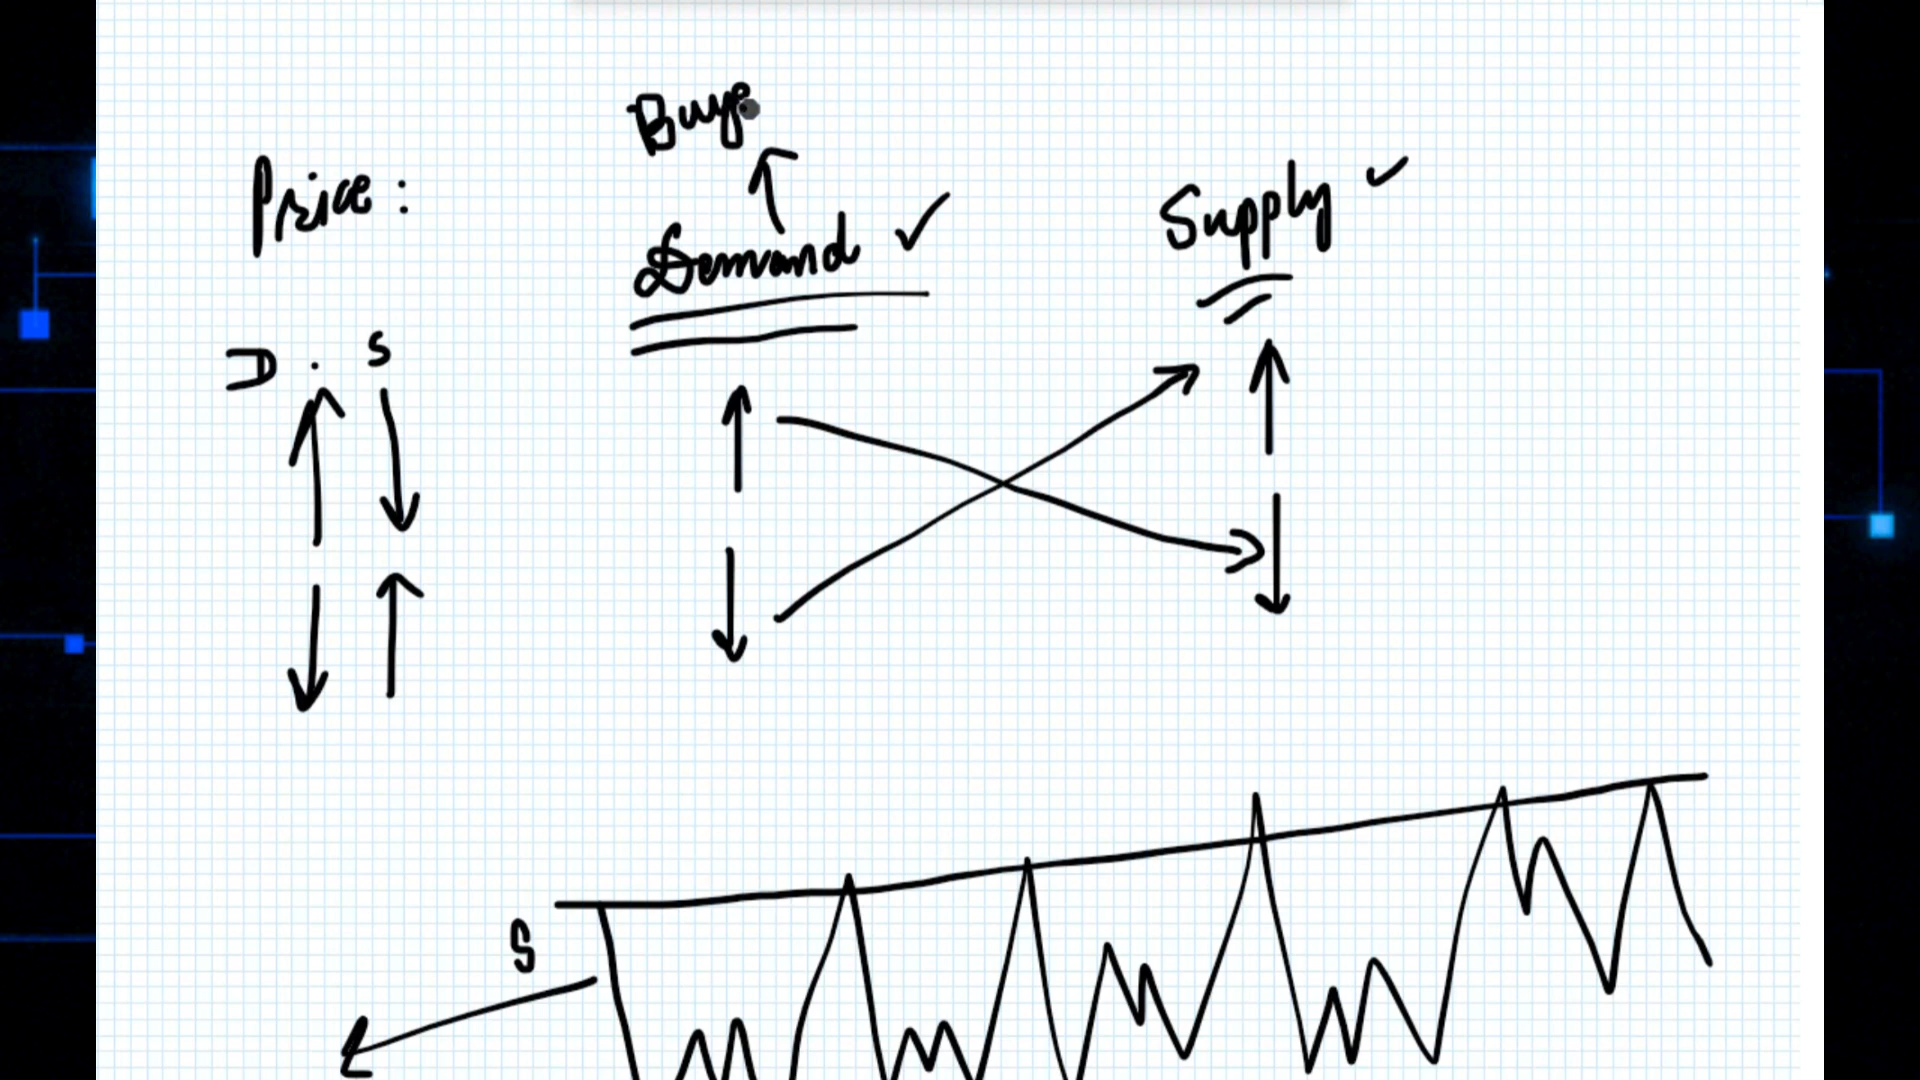 Buye
Price :
Demand ✓
Supply ✓
D . S
S